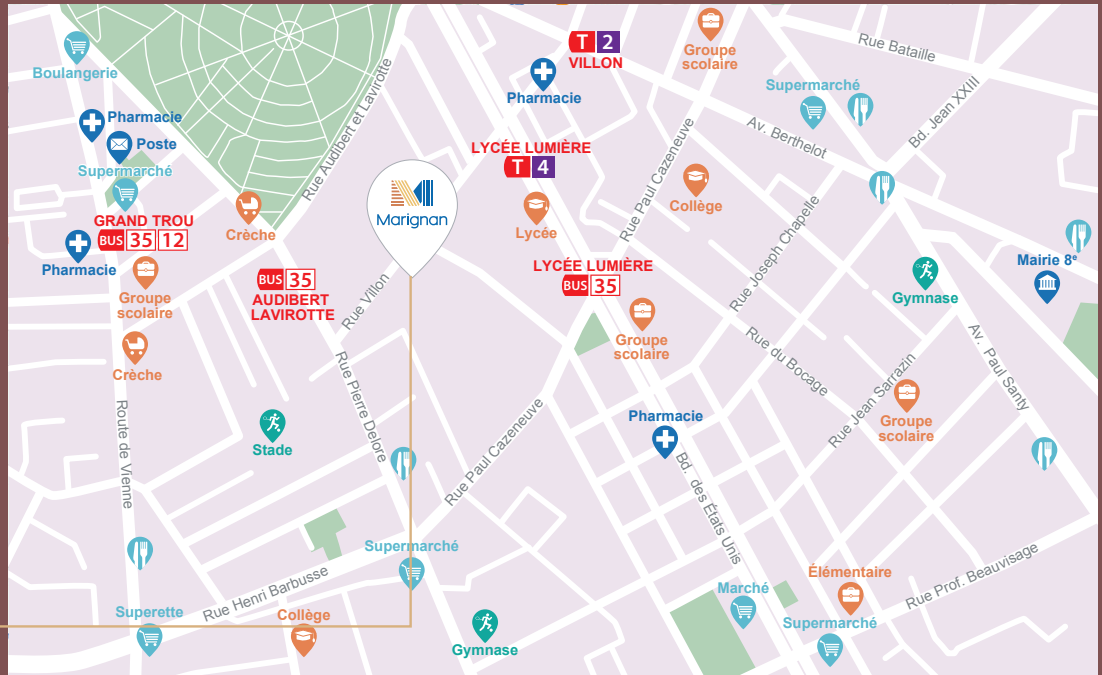 T 2
VILLON
Groupe
scolaire
Rue Bataille
Boulangerie
Pharmacie
Supermarché
Bd. Jean XXIII
Rue Audibert et Lavirotte
Pharmacie
Poste
Av. Berthelot
LYCÉE LUMIÈRE
T 4
Rue Paul Cazeneuve
Supermarché
Marignan
Collège
Rue Joseph Chapelle
GRAND TROU
BUS 35 12
Crèche
Lycée
Pharmacie
Mairie 8e
LYCÉE LUMIÈRE
BUS 35
BUS 35
AUDIBERT
LAVIROTTE
Rue Villon
Gymnase
Groupe
scolaire
Groupe
scolaire
Crèche
Rue Pierre Delore
Rue du Bocage
Av. Paul Santy
Rue Jean Sarrazin
Route de Vienne
Stade
Rue Paul Cazeneuve
Pharmacie
Groupe
scolaire
Bd. des États Unis
Supermarché
Rue Henri Barbusse
Élémentaire
Rue Prof. Beauvisage
Marché
Superette
Collège
Supermarché
Gymnase